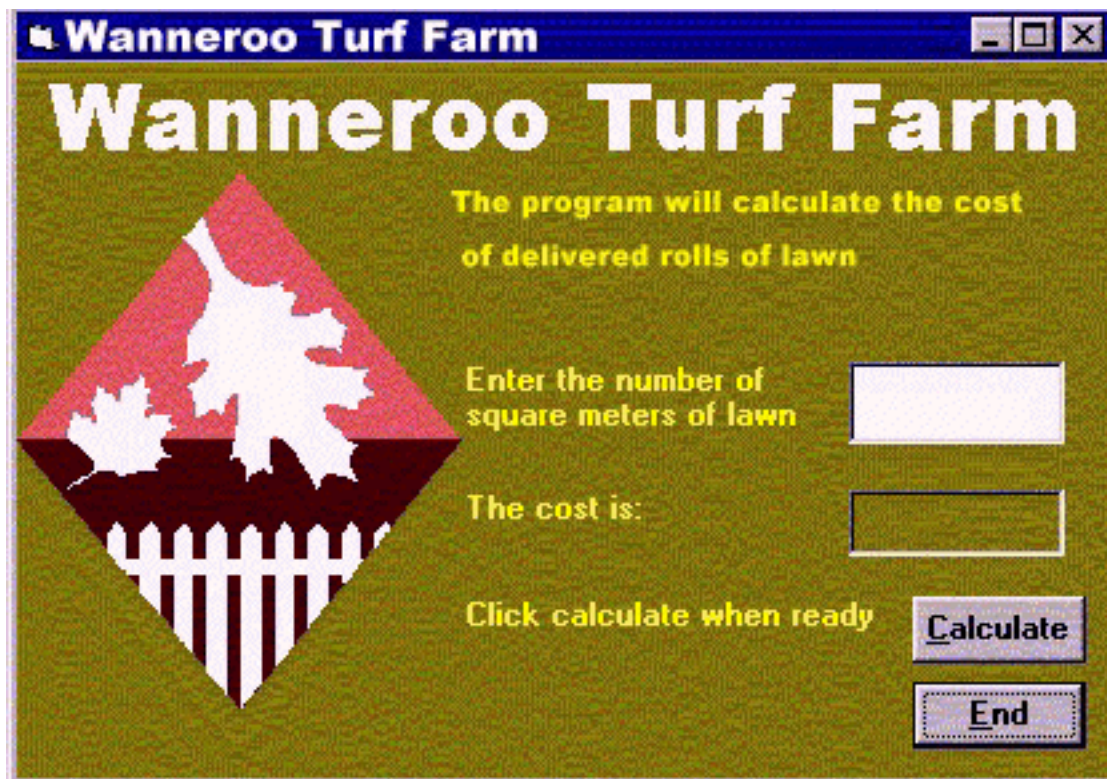 Wanneroo Turf Farm
Wanneroo Turf Farm
The program will calculate the cost
of delivered rolls of lawn
Enter the number of
square meters of lawn
The cost is:
Click calculate when ready
Calculate
End